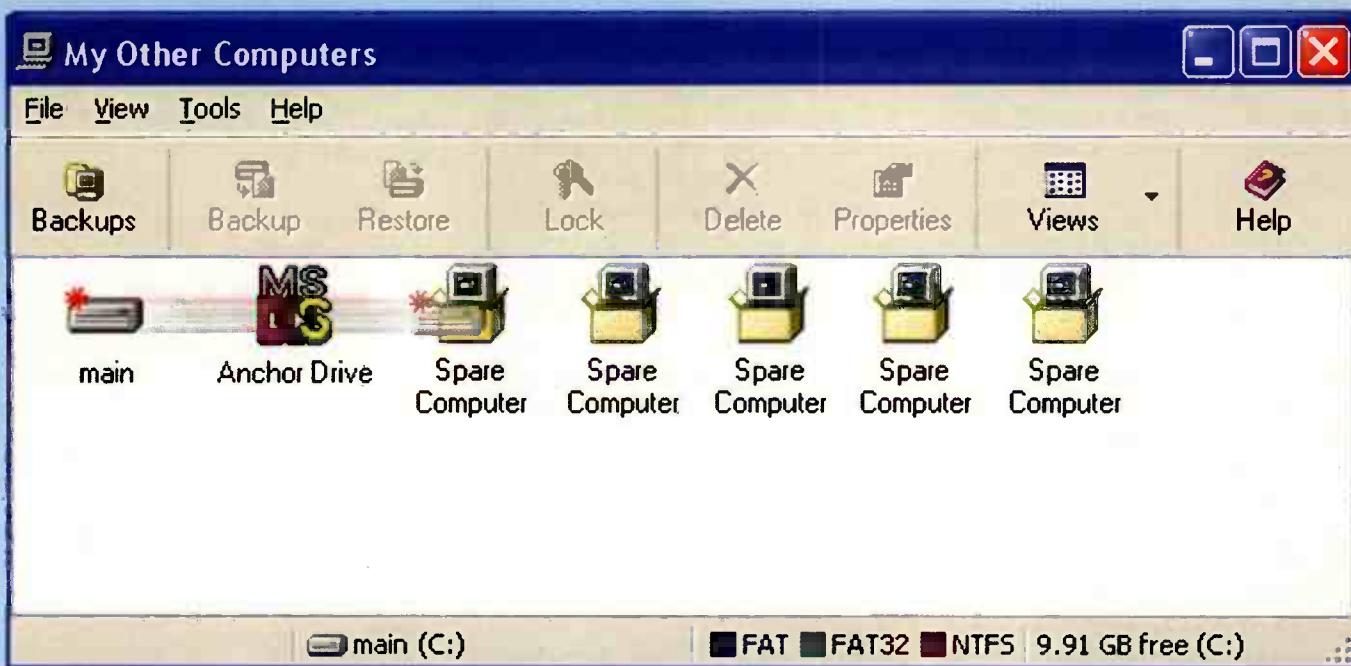 My Other Computers
File View Tools Help
Backups Backup Restore Lock Delete Properties Views Help
MS
main Anchor Drive Spare Computer Spare Computer Spare Computer Spare Computer Spare Computer
main (C:) FAT FAT32 NTFS 9.91 GB free (C:)